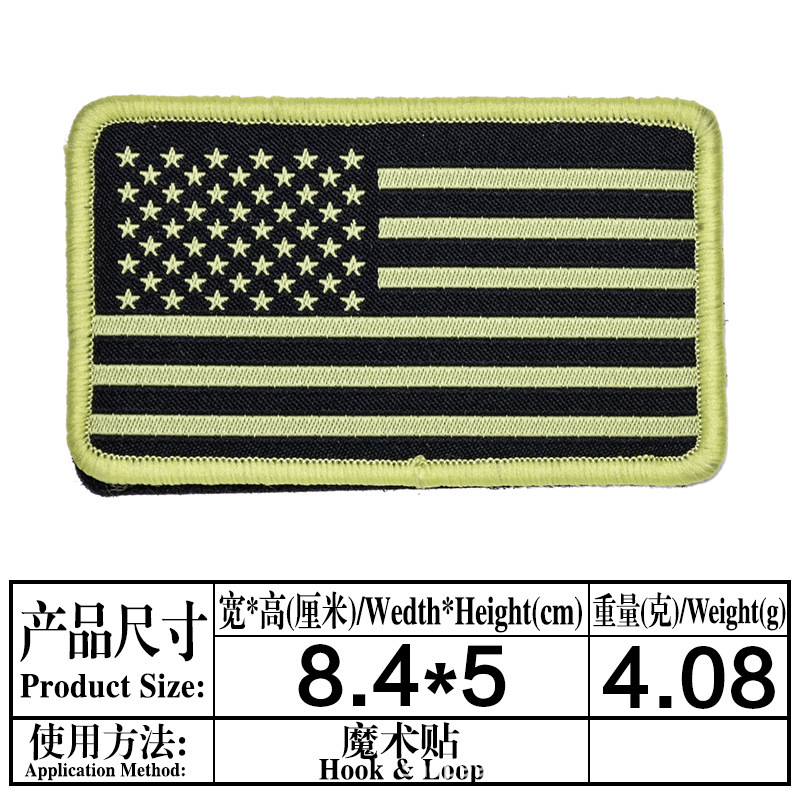 产品尺寸
Product Size:
宽*高(厘米)/Wedth*Height(cm)
重量(克)/Weight(g)
8.4*5
4.08
使用方法:
Application Method:
魔术贴
Hook & Loop